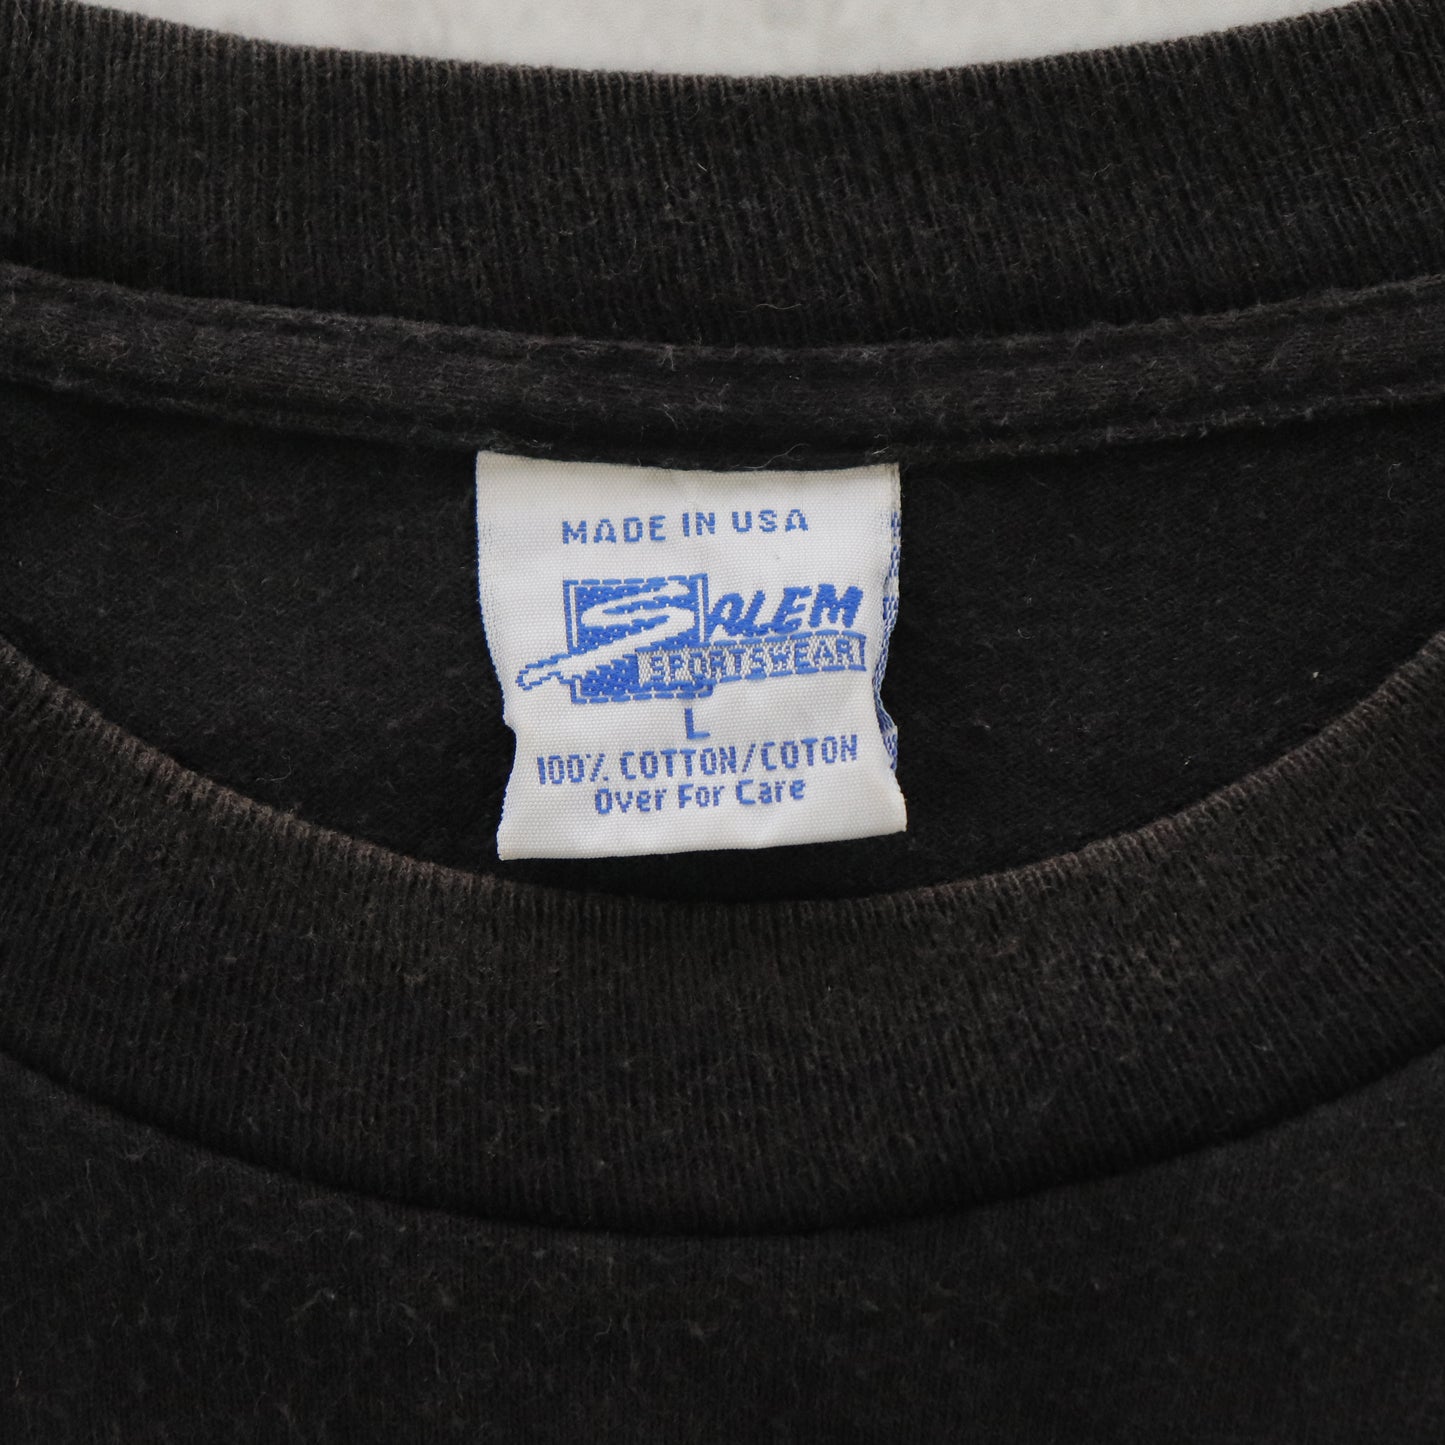 MADE IN USA
SALEM
SPORTSWEAR
L
100% COTTON/COTON
Over For Care